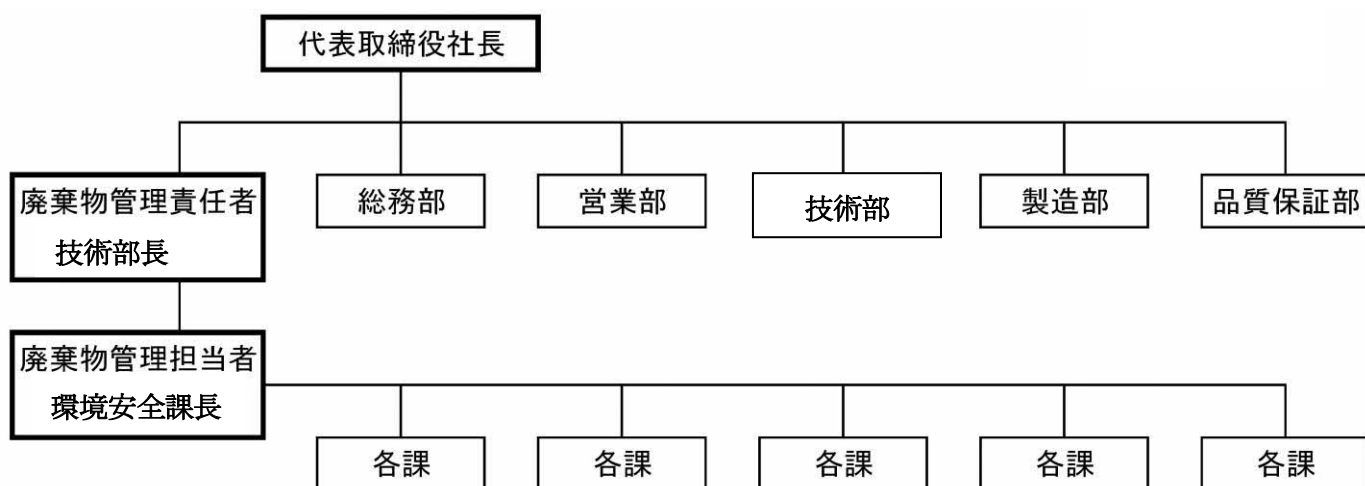 代表取締役社長
廃棄物管理責任者
技術部長
総務部
営業部
技術部
製造部
品質保証部
廃棄物管理担当者
環境安全課長
各課
各課
各課
各課
各課